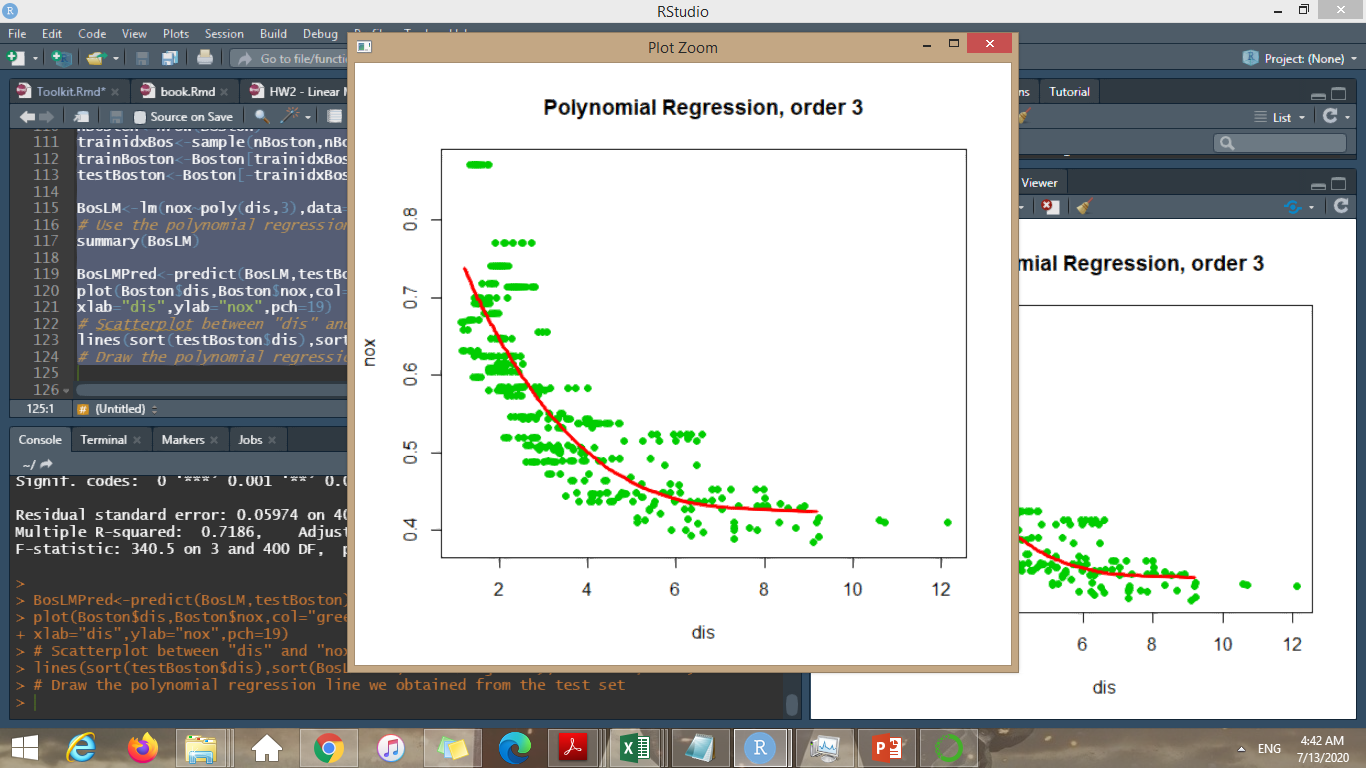 RStudio
File Edit Code View Plots Session Build Debug
Go to file/functi
Project: (None)
Toolkit.Rmd* book.Rmd HW2 - Linear
Source on Save
111 trainidxBos<-sample(nBoston,nBo
112 trainBoston<-Boston[trainidxBos
113 testBoston<-Boston[-trainidxBos
114
115 BosLM<-lm(nox~poly(dis,3),data=
116 # Use the polynomial regression
117 summary(BosLM)
118
119 BosLMPred<-predict(BosLM,testBo
120 plot(Boston$dis,Boston$nox,col=
121 xlab="dis",ylab="nox",pch=19)
122 # Scatterplot between "dis" and
123 lines(sort(testBoston$dis),sort
124 # Draw the polynomial regressio
125
126
125:1 # (Untitled)
Console Terminal Markers Jobs
~/
Signif. codes: 0 '***' 0.001 '**' 0.0
Residual standard error: 0.05974 on 40
Multiple R-squared: 0.7186, Adjust
F-statistic: 340.5 on 3 and 400 DF, p
>
> BosLMPred<-predict(BosLM,testBoston)
> plot(Boston$dis,Boston$nox,col="gree
+ xlab="dis",ylab="nox",pch=19)
> # Scatterplot between "dis" and "nox
> lines(sort(testBoston$dis),sort(BosL
> # Draw the polynomial regression line we obtained from the test set
>
Plot Zoom
Polynomial Regression, order 3
nox
0.8
0.7
0.6
0.5
0.4
2 4 6 8 10 12
dis
ns Tutorial
List
Viewer
mial Regression, order 3
6 8 10 12
dis
ENG
4:42 AM
7/13/2020